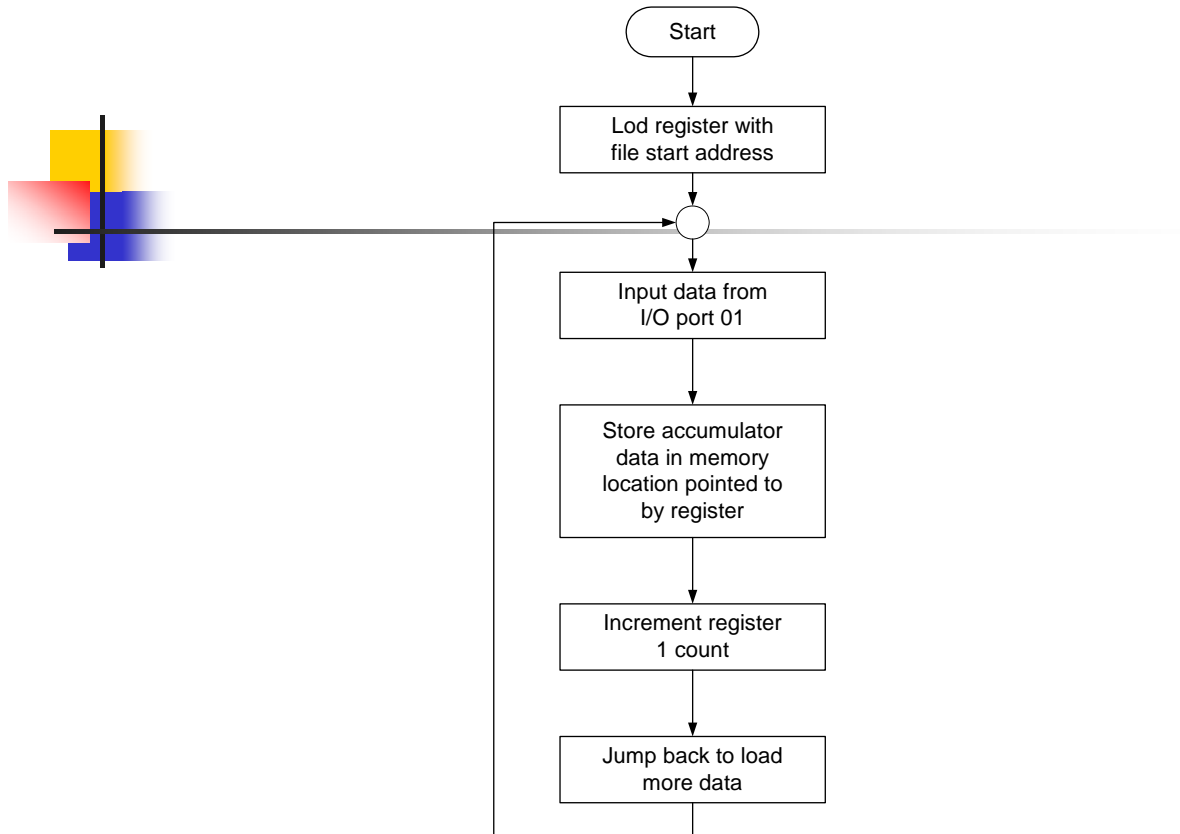 Start
Lod register with
file start address
Input data from
I/O port 01
Store accumulator
data in memory
location pointed to
by register
Increment register
1 count
Jump back to load
more data